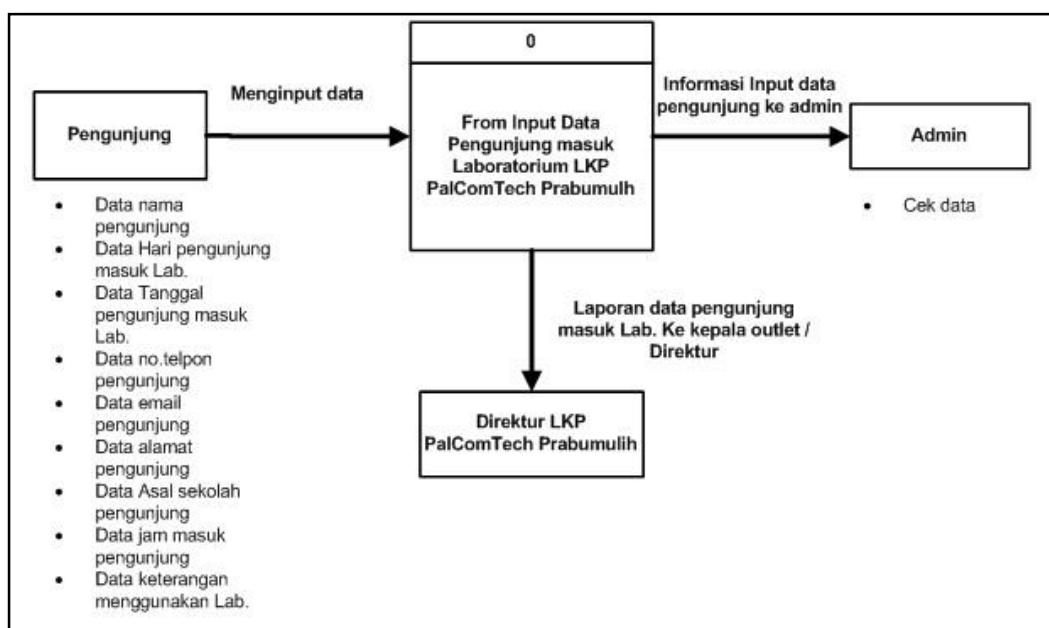 0
Menginput data
Pengunjung
From Input Data
Pengunjung masuk
Laboratorium LKP
PalComTech Prabumulh
Informasi Input data
pengunjung ke admin
Admin
• Data nama
pengunjung
• Data Hari pengunjung
masuk Lab.
• Data Tanggal
pengunjung masuk
Lab.
• Data no.telpon
pengunjung
• Data email
pengunjung
• Data alamat
pengunjung
• Data Asal sekolah
pengunjung
• Data jam masuk
pengunjung
• Data keterangan
menggunakan Lab.
• Cek data
Laporan data pengunjung
masuk Lab. Ke kepala outlet /
Direktur
Direktur LKP
PalComTech Prabumulih